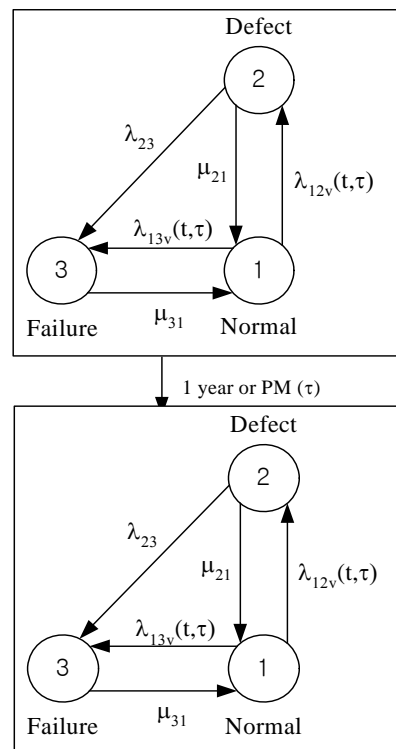 Defect
2
λ23
μ21
λ12v(t,τ)
λ13v(t,τ)
3
1
μ31
Failure
Normal
1 year or PM (τ)
Defect
2
λ23
μ21
λ12v(t,τ)
λ13v(t,τ)
3
1
μ31
Failure
Normal